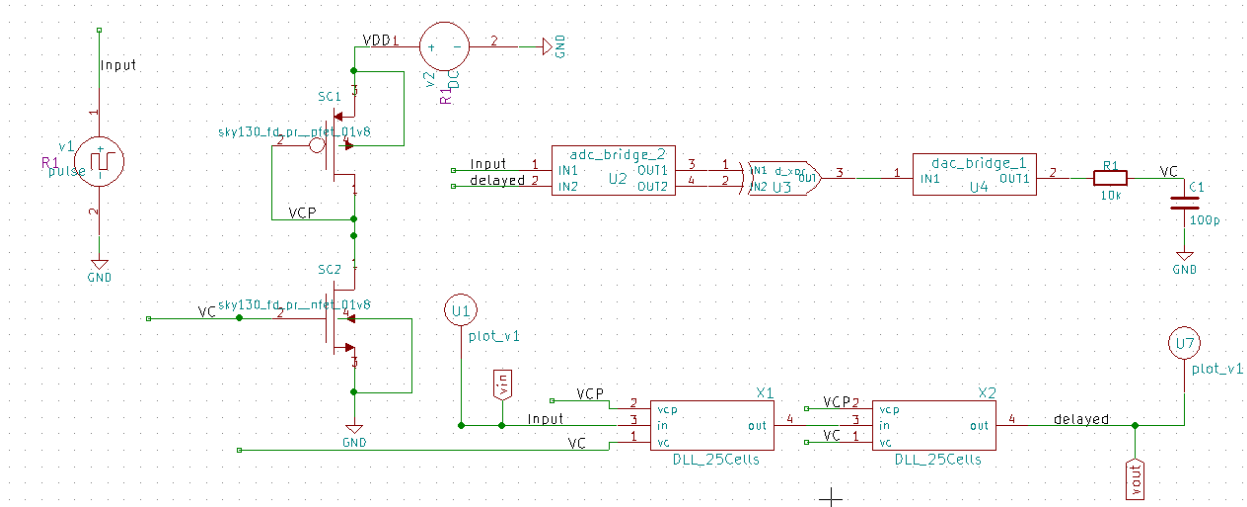 Input
1
v1
R1
pulse
2
GND
VDD1
+
-
2
GND
v2
DC
R1
SC1
3
sky130_fd_pr__pfet_01v8
2
4
1
VCP
1
SC2
sky130_fd_pr__nfet_01v8
VC
2
4
3
GND
Input
delayed
1
2
adc_bridge_2
IN1
IN2
OUT1
OUT2
U2
3
4
1
2
IN1
IN2
d_xor
OUT
U3
3
1
dac_bridge_1
IN1
OUT1
U4
2
R1
10k
VC
C1
100p
GND
U1
plot_v1
vin
VCP
Input
VC
2
3
1
X1
vcp
in
vc
out
DLL_25Cells
4
VCP
VC
2
3
1
X2
vcp
in
vc
out
DLL_25Cells
4
delayed
U7
plot_v1
vout